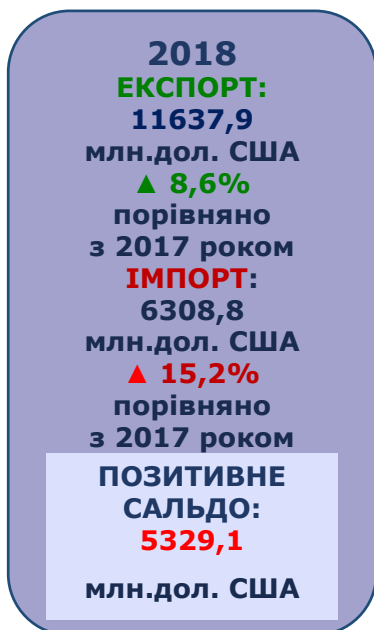 2018
ЕКСПОРТ:
11637,9
млн.дол. США
▲ 8,6%
порівняно
з 2017 роком
ІМПОРТ:
6308,8
млн.дол. США
▲ 15,2%
порівняно
з 2017 роком
ПОЗИТИВНЕ
САЛЬДО:
5329,1
млн.дол. США